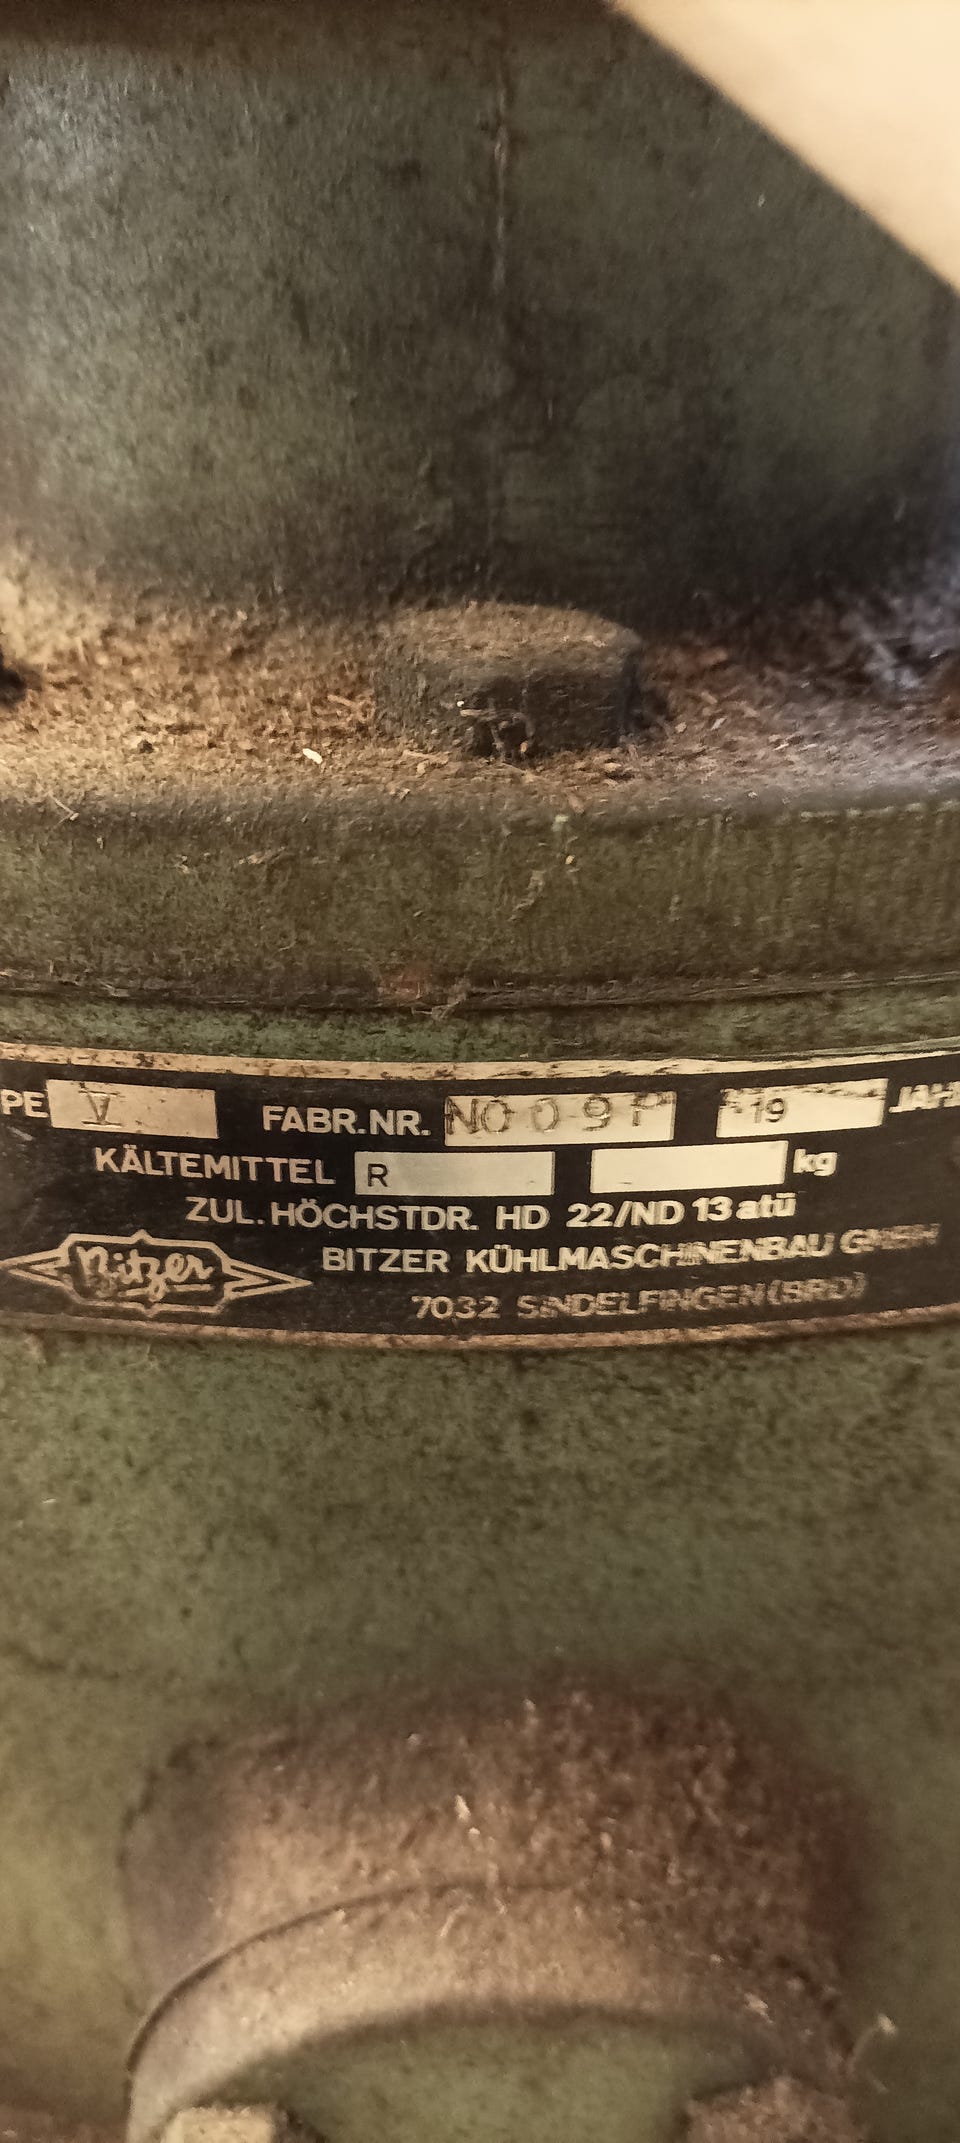 PE V FABR.NR. NO 0 9 P 19 JAH
KÄLTEMITTEL R kg
ZUL. HÖCHSTDR. HD 22/ND 13 atü
Bitzer BITZER KÜHLMASCHINENBAU GMBH
7032 SINDELFINGEN (BRD)